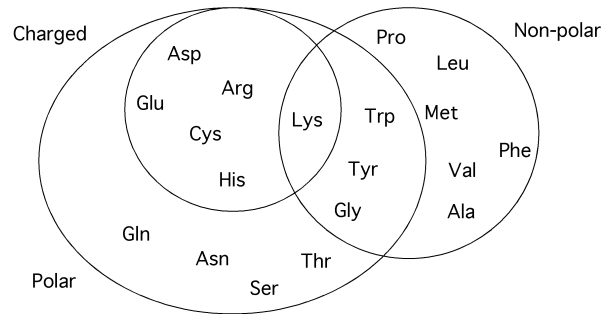 Charged
Non-polar
Pro
Asp
Leu
Arg
Glu
Met
Lys
Trp
Cys
Phe
Tyr
Val
His
Gly
Ala
Gln
Asn
Thr
Polar
Ser